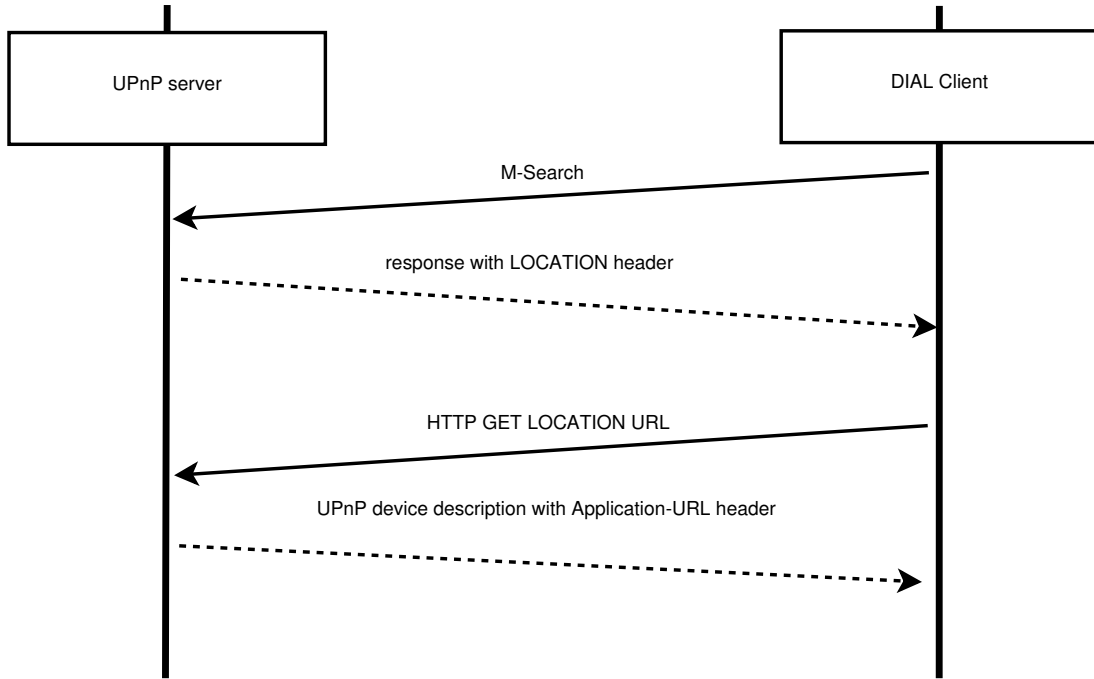 UPnP server
DIAL Client
M-Search
response with LOCATION header
HTTP GET LOCATION URL
UPnP device description with Application-URL header